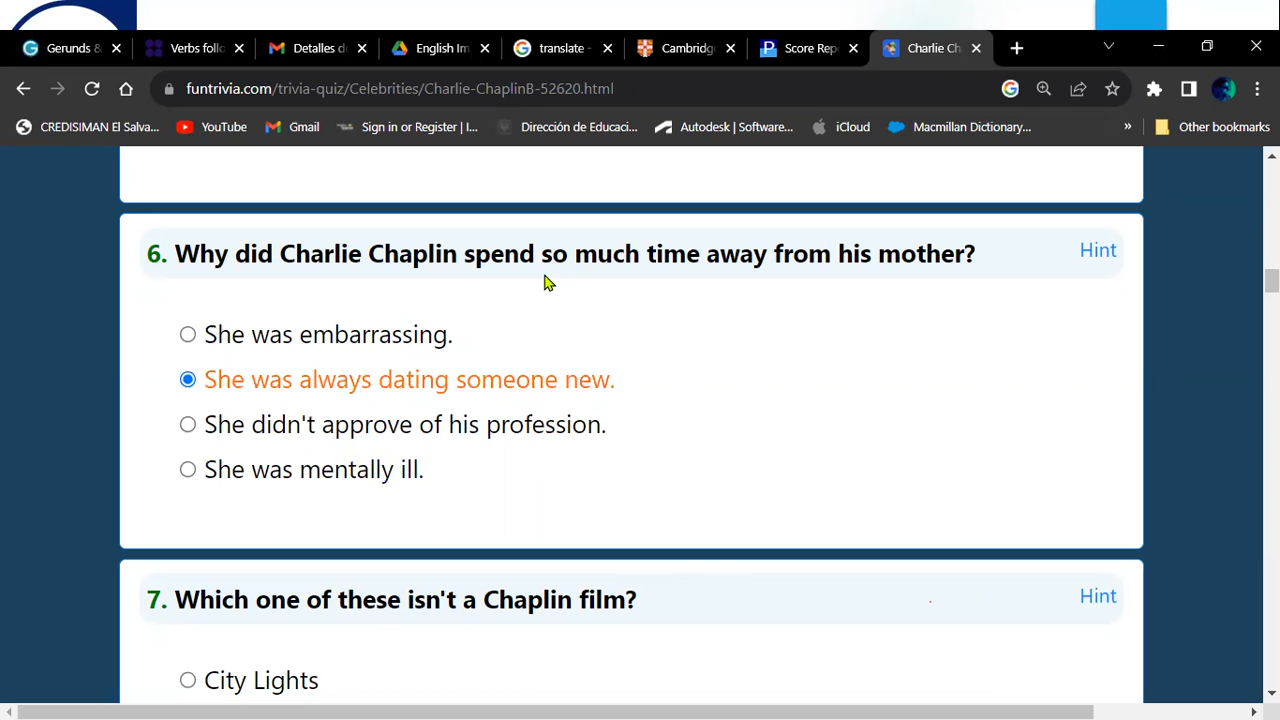 Gerunds &
Verbs follo
Detalles de
English Im
translate -
Cambridg
Score Rep
Charlie Ch
funtrivia.com/trivia-quiz/Celebrities/Charlie-ChaplinB-52620.html
CREDISIMAN El Salva...
YouTube
Gmail
Sign in or Register | I...
Dirección de Educaci...
Autodesk | Software...
iCloud
Macmillan Dictionary...
»
Other bookmarks
6. Why did Charlie Chaplin spend so much time away from his mother?
Hint
She was embarrassing.
She was always dating someone new.
She didn't approve of his profession.
She was mentally ill.
7. Which one of these isn't a Chaplin film?
Hint
City Lights